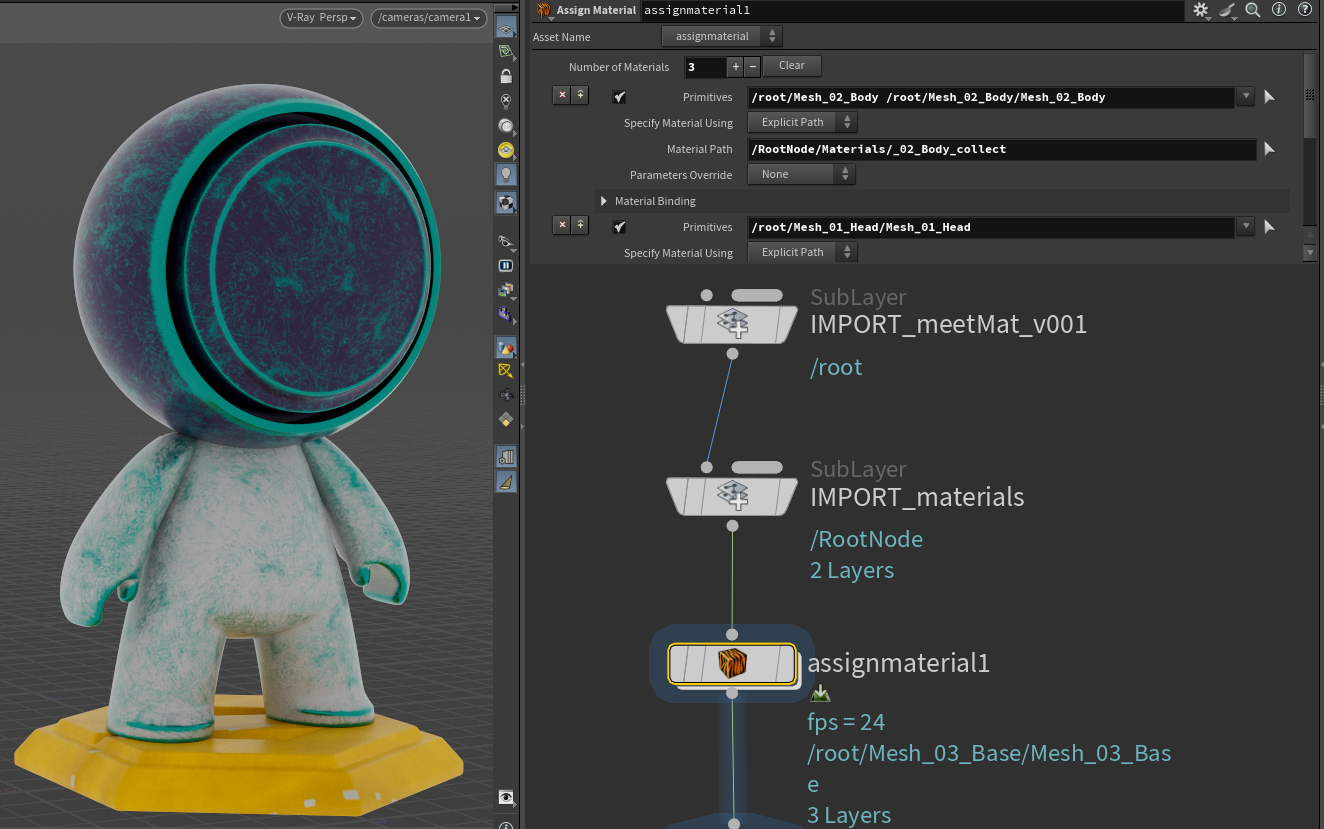 V-Ray Persp
/cameras/camera1
Assign Material assignmaterial1
Asset Name assignmaterial
Number of Materials 3 + − Clear
Primitives /root/Mesh_02_Body /root/Mesh_02_Body/Mesh_02_Body
Specify Material Using Explicit Path
Material Path /RootNode/Materials/_02_Body_collect
Parameters Override None
Material Binding
Primitives /root/Mesh_01_Head/Mesh_01_Head
Specify Material Using Explicit Path
SubLayer
IMPORT_meetMat_v001
/root
SubLayer
IMPORT_materials
/RootNode
2 Layers
assignmaterial1
fps = 24
/root/Mesh_03_Base/Mesh_03_Bas
e
3 Layers